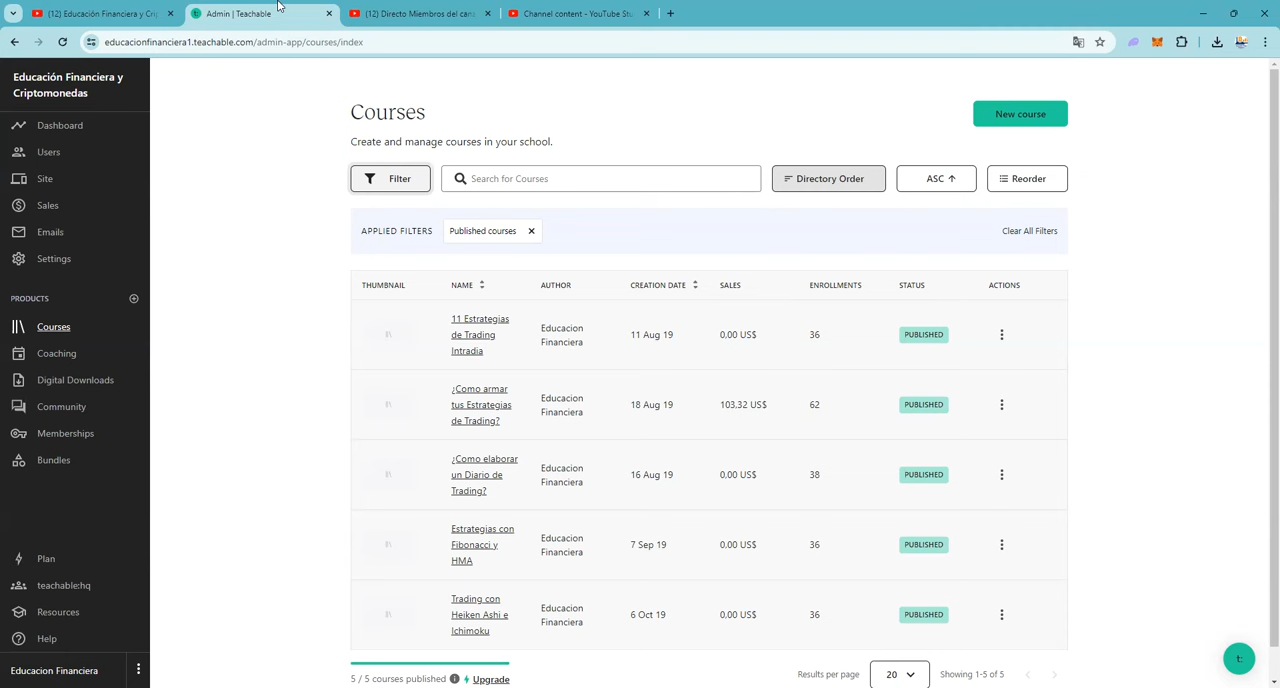 (12) Educación Financiera y Crip
Admin | Teachable
(12) Directo Miembros del cana
Channel content - YouTube Stu
educacionfinanciera1.teachable.com/admin-app/courses/index
Educación Financiera y
Criptomonedas
Dashboard
Users
Site
Sales
Emails
Settings
PRODUCTS
Courses
Coaching
Digital Downloads
Community
Memberships
Bundles
Plan
teachable:hq
Resources
Help
Educacion Financiera
Courses
New course
Create and manage courses in your school.
Filter
Search for Courses
Directory Order
ASC ↑
Reorder
APPLIED FILTERS
Published courses
Clear All Filters
THUMBNAIL NAME AUTHOR CREATION DATE SALES ENROLLMENTS STATUS ACTIONS
11 Estrategias
de Trading
Intradia
Educacion
Financiera
11 Aug 19
0,00 US$
36
PUBLISHED
¿Como armar
tus Estrategias
de Trading?
Educacion
Financiera
18 Aug 19
103,32 US$
62
PUBLISHED
¿Como elaborar
un Diario de
Trading?
Educacion
Financiera
16 Aug 19
0,00 US$
38
PUBLISHED
Estrategias con
Fibonacci y
HMA
Educacion
Financiera
7 Sep 19
0,00 US$
36
PUBLISHED
Trading con
Heiken Ashi e
Ichimoku
Educacion
Financiera
6 Oct 19
0,00 US$
36
PUBLISHED
5 / 5 courses published
Upgrade
Results per page
20
Showing 1-5 of 5
t: